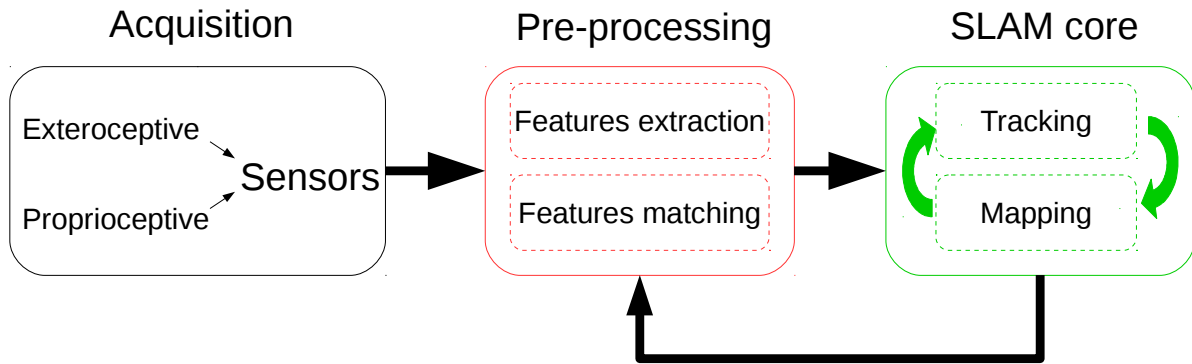 Acquisition
Pre-processing
SLAM core
Exteroceptive
Sensors
Proprioceptive
Features extraction
Features matching
Tracking
Mapping